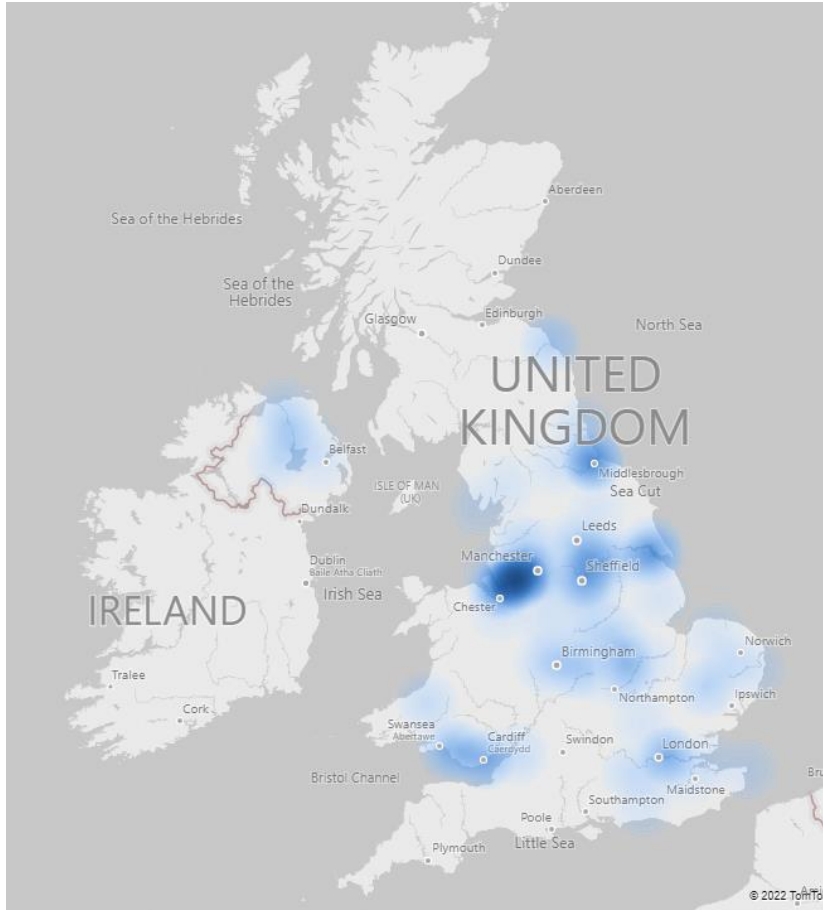 Aberdeen
Sea of the Hebrides
Dundee
Sea of the
Hebrides
Edinburgh
Glasgow
North Sea
UNITED
KINGDOM
Belfast
Middlesbrough
ISLE OF MAN
(UK)
Sea Cut
Dundalk
Leeds
Manchester
Dublin
Baile Átha Cliath
Sheffield
Irish Sea
Chester
IRELAND
Norwich
Birmingham
Tralee
Ipswich
Northampton
Cork
Swansea
Abertawe
Cardiff
Caerdydd
Swindon
London
Bristol Channel
Maidstone
Bru
Southampton
Poole
Little Sea
Plymouth
© 2022 TomTo
Ami